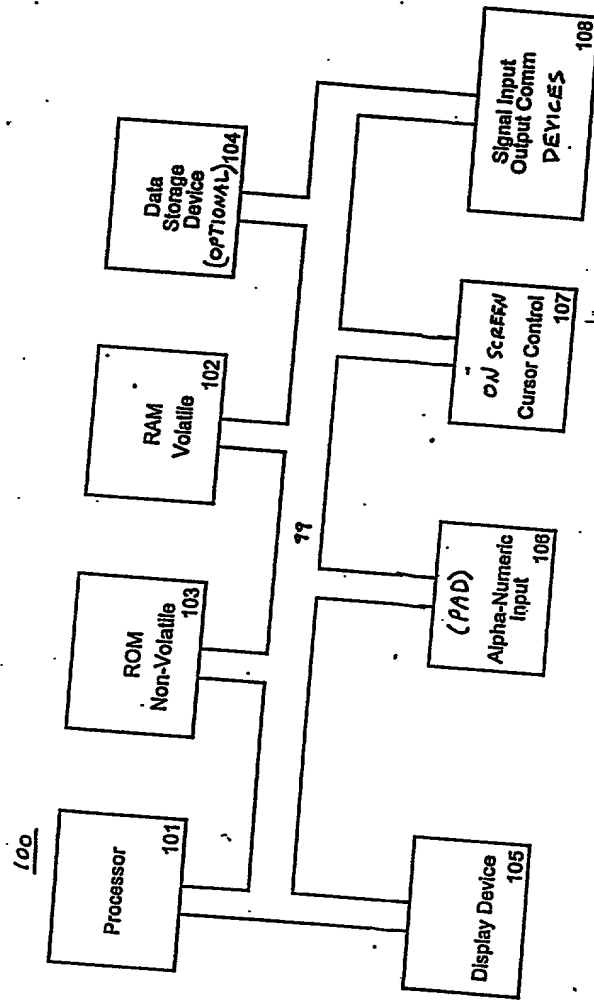 100
Processor
101
ROM
Non-Volatile
103
RAM
Volatile
102
Data
Storage
Device
(OPTIONAL) 104
99
Display Device
105
(PAD)
Alpha-Numeric
Input
106
ON SCREEN
Cursor Control
107
Signal Input
Output Comm
DEVICES
108